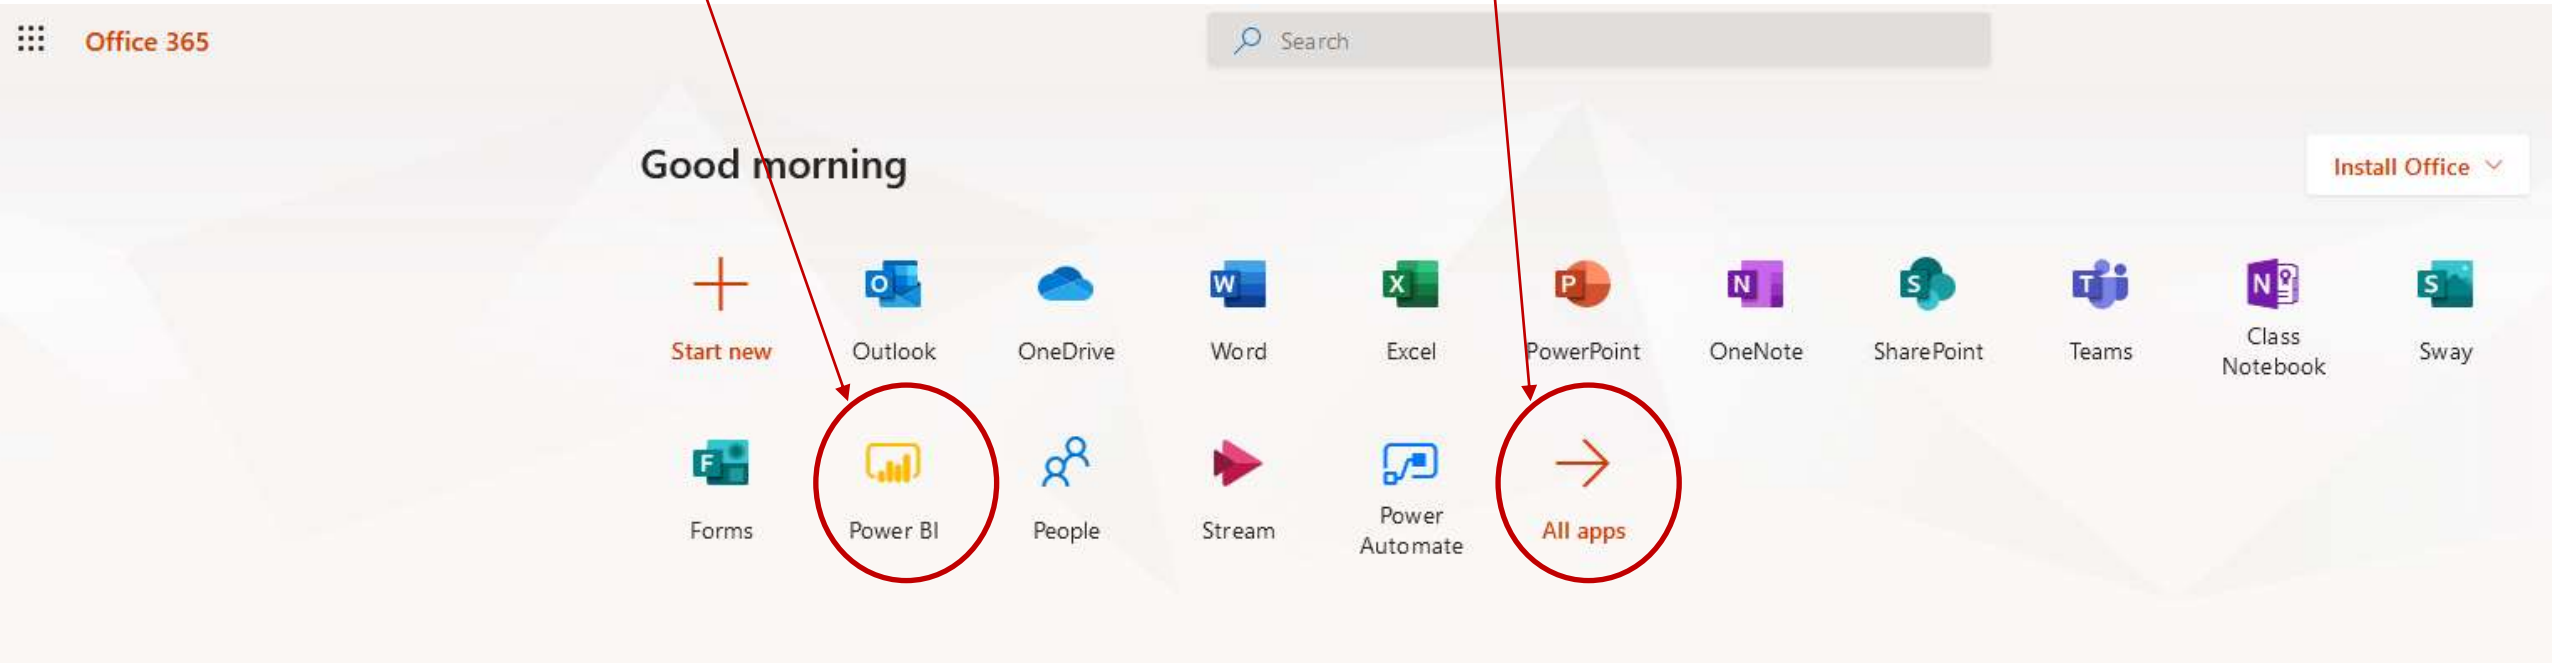 Office 365
Search
Good morning
Install Office
Start new
Outlook
OneDrive
Word
Excel
PowerPoint
OneNote
SharePoint
Teams
Class
Notebook
Sway
Forms
Power BI
People
Stream
Power
Automate
All apps